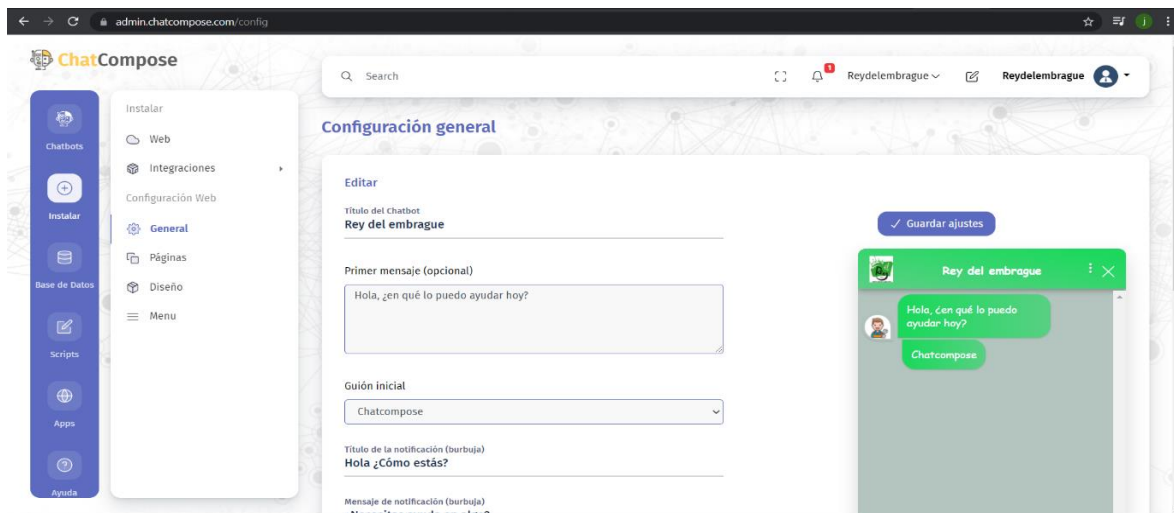 admin.chatcompose.com/config
j
ChatCompose
Search
1
Reydelembrague
Reydelembrague
Chatbots
Instalar
Base de Datos
Scripts
Apps
Ayuda
Instalar
Web
Integraciones
Configuración Web
General
Páginas
Diseño
Menu
Configuración general
Editar
Título del Chatbot
Rey del embrague
Primer mensaje (opcional)
Hola, ¿en qué lo puedo ayudar hoy?
Guión inicial
Chatcompose
Título de la notificación (burbuja)
Hola ¿Cómo estás?
Mensaje de notificación (burbuja)
Guardar ajustes
Rey del embrague
Hola, ¿en qué lo puedo
ayudar hoy?
Chatcompose